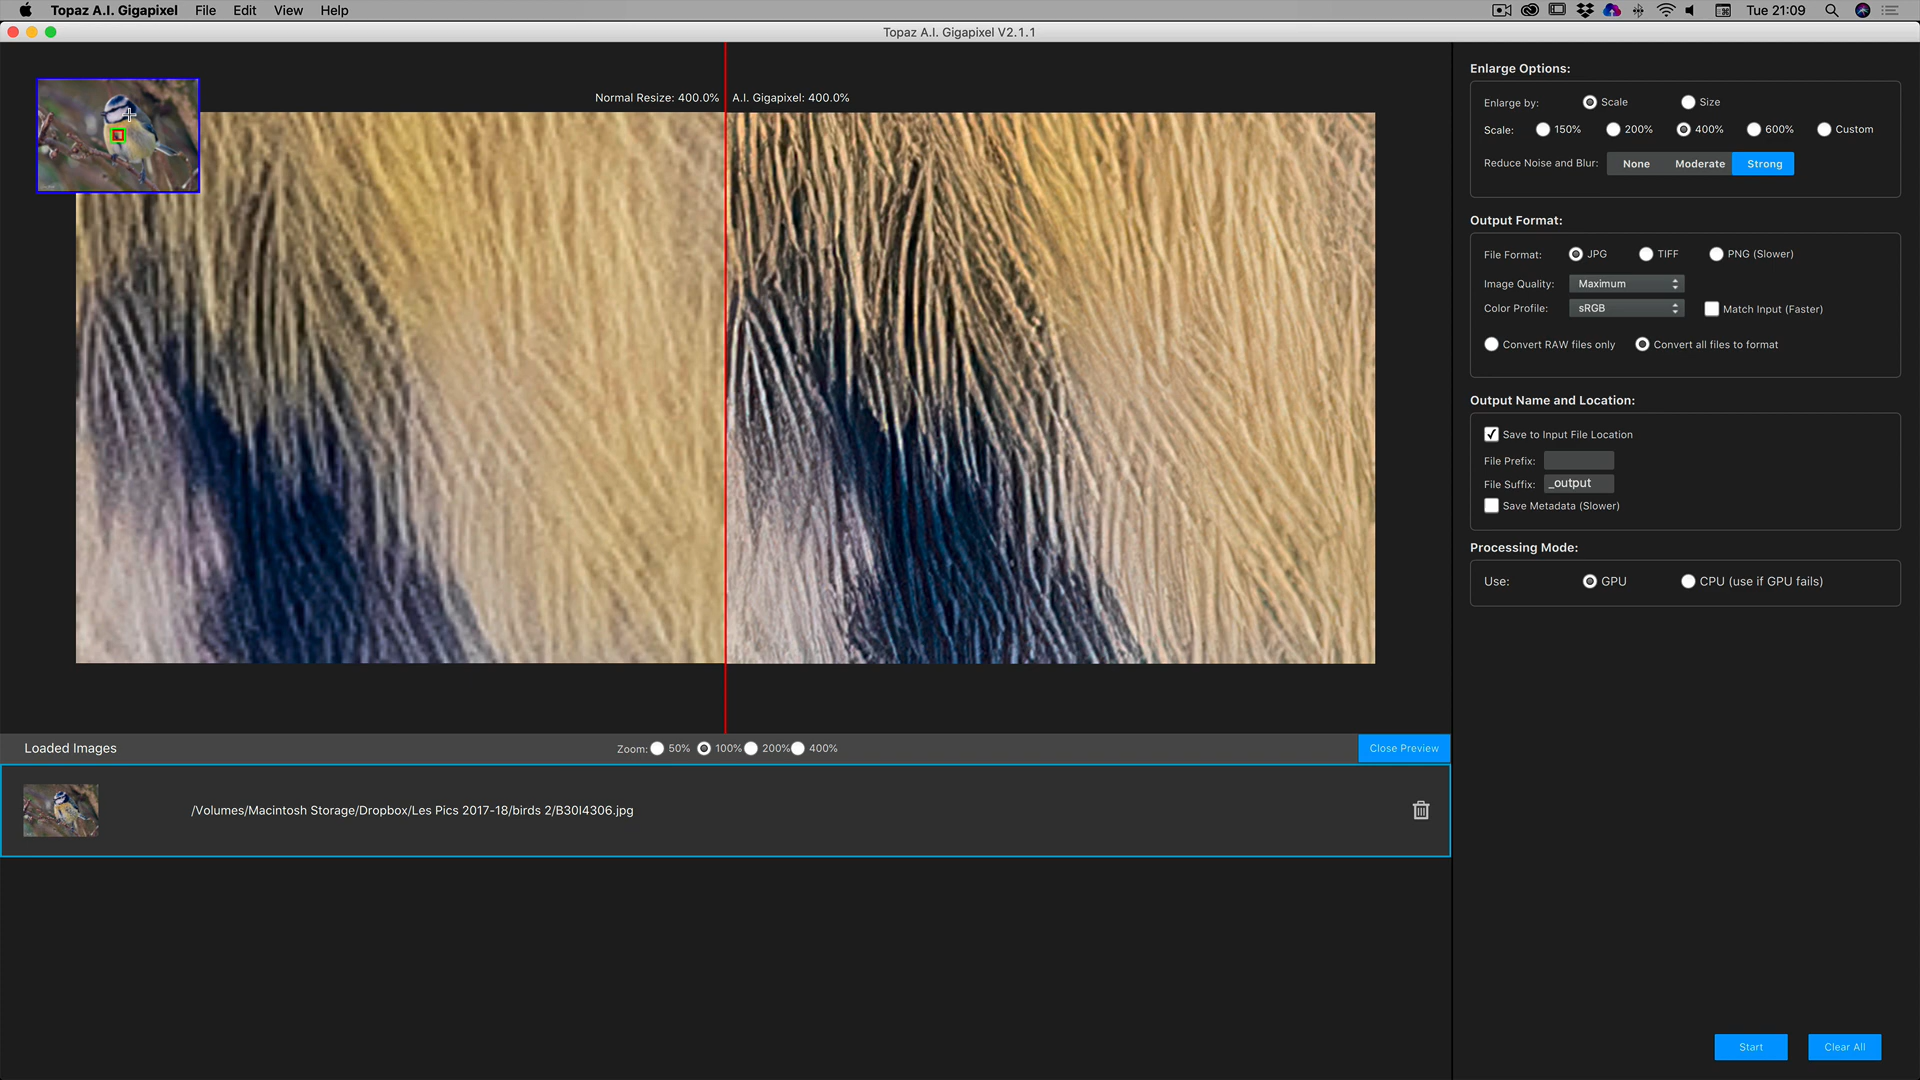 Topaz A.I. Gigapixel File Edit View Help Tue 21:09
Topaz A.I. Gigapixel V2.1.1
Normal Resize: 400.0% A.I. Gigapixel: 400.0%
Enlarge Options:
Enlarge by: Scale Size
Scale: 150% 200% 400% 600% Custom
Reduce Noise and Blur: None Moderate Strong
Output Format:
File Format: JPG TIFF PNG (Slower)
Image Quality: Maximum
Color Profile: sRGB Match Input (Faster)
Convert RAW files only Convert all files to format
Output Name and Location:
Save to Input File Location
File Prefix:
File Suffix: _output
Save Metadata (Slower)
Processing Mode:
Use: GPU CPU (use if GPU fails)
Loaded Images Zoom: 50% 100% 200% 400% Close Preview
/Volumes/Macintosh Storage/Dropbox/Les Pics 2017-18/birds 2/B30I4306.jpg
Start Clear All